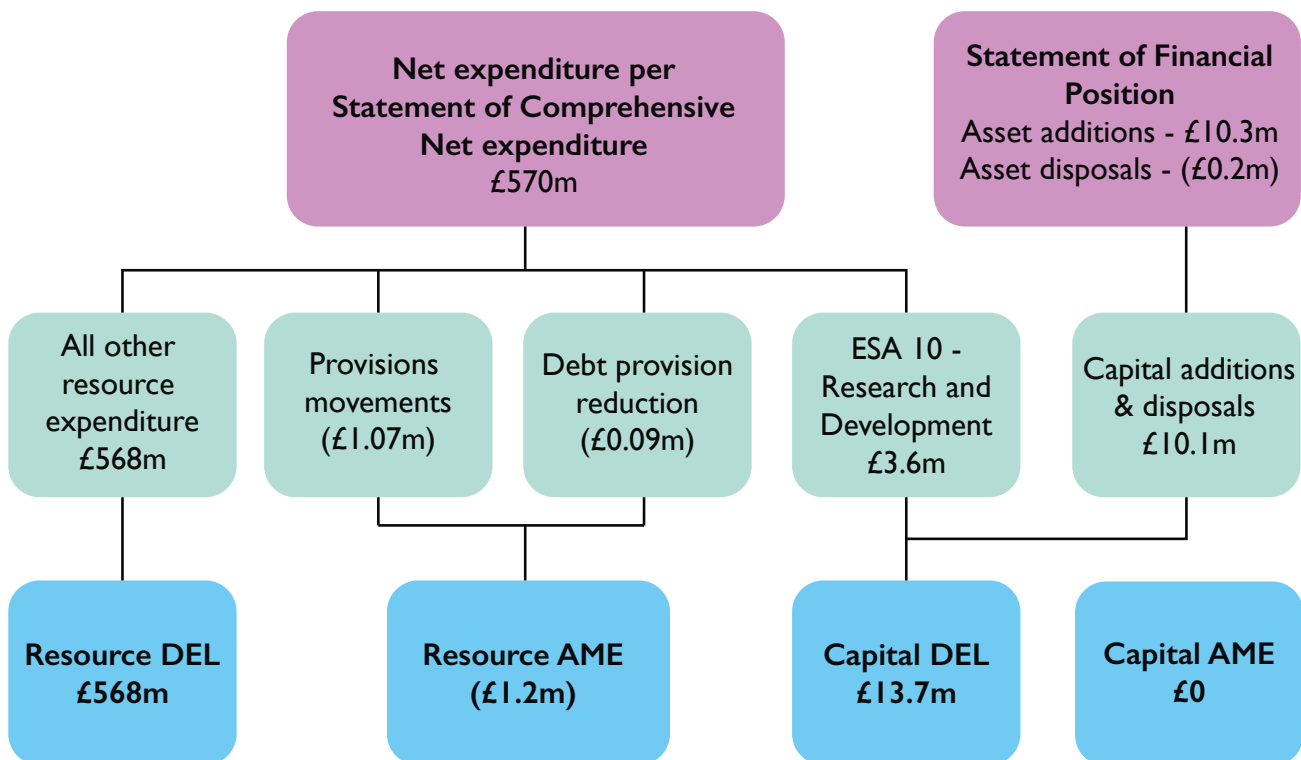 Net expenditure per
Statement of Comprehensive
Net expenditure
£570m
Statement of Financial
Position
Asset additions - £10.3m
Asset disposals - (£0.2m)
All other
resource
expenditure
£568m
Provisions
movements
(£1.07m)
Debt provision
reduction
(£0.09m)
ESA 10 -
Research and
Development
£3.6m
Capital additions
& disposals
£10.1m
Resource DEL
£568m
Resource AME
(£1.2m)
Capital DEL
£13.7m
Capital AME
£0